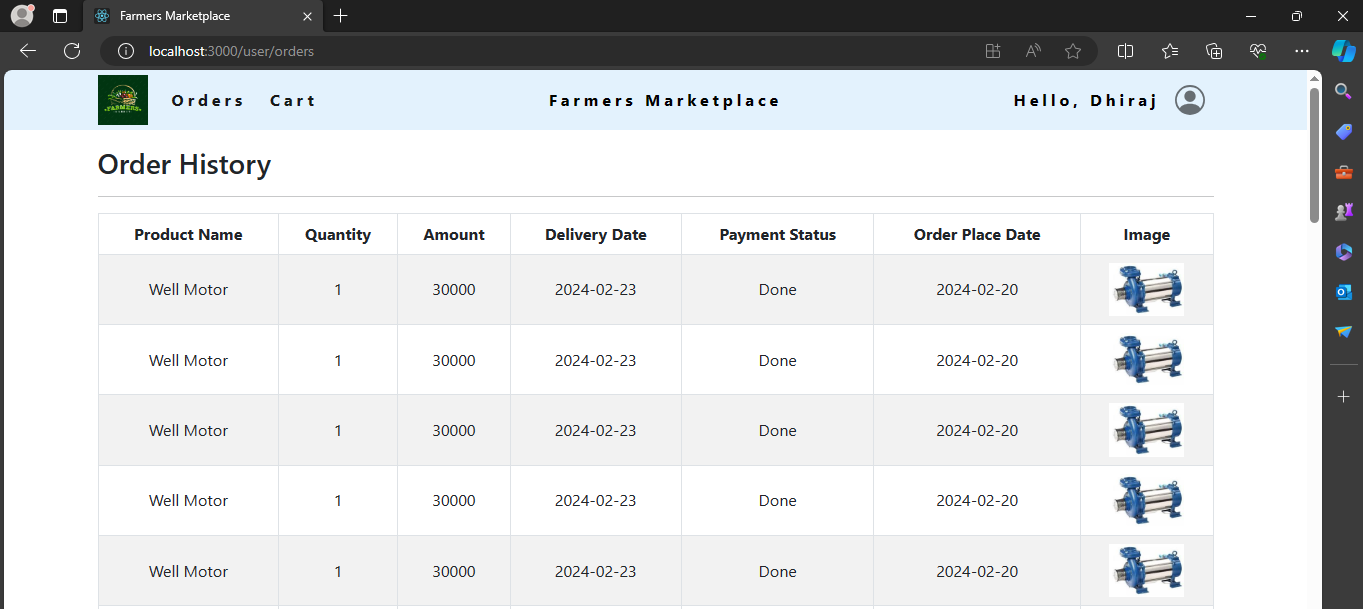 Farmers Marketplace
localhost:3000/user/orders
Orders Cart Farmers Marketplace Hello, Dhiraj
FARMERS
Order History
Product Name Quantity Amount Delivery Date Payment Status Order Place Date Image
Well Motor 1 30000 2024-02-23 Done 2024-02-20
Well Motor 1 30000 2024-02-23 Done 2024-02-20
Well Motor 1 30000 2024-02-23 Done 2024-02-20
Well Motor 1 30000 2024-02-23 Done 2024-02-20
Well Motor 1 30000 2024-02-23 Done 2024-02-20